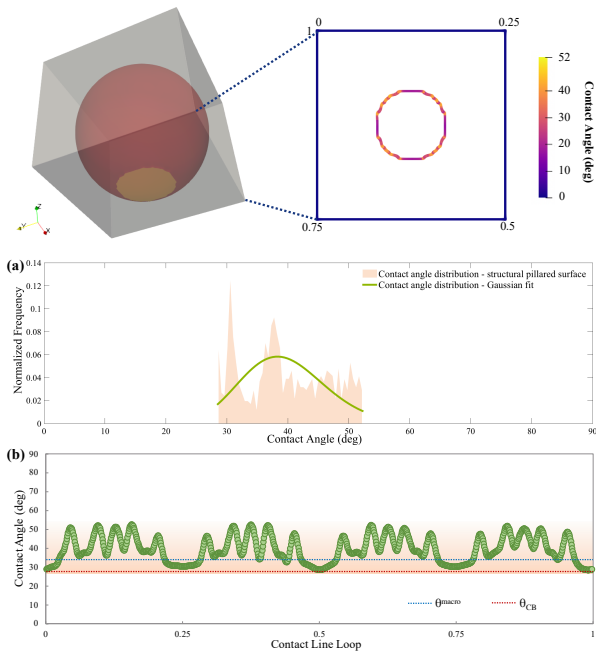 0
0.25
1
0.75
0.5
52
40
30
20
10
0
Contact Angle (deg)
Z
Y
X
(a)
0.14
0.12
0.1
0.08
0.06
0.04
0.02
0
Normalized Frequency
Contact angle distribution - structural pillared surface
Contact angle distribution - Gaussian fit
0 10 20 30 40 50 60 70 80 90
Contact Angle (deg)
(b)
90
80
70
60
50
40
30
20
10
0
Contact Angle (deg)
θmacro
θCB
0 0.25 0.5 0.75 1
Contact Line Loop